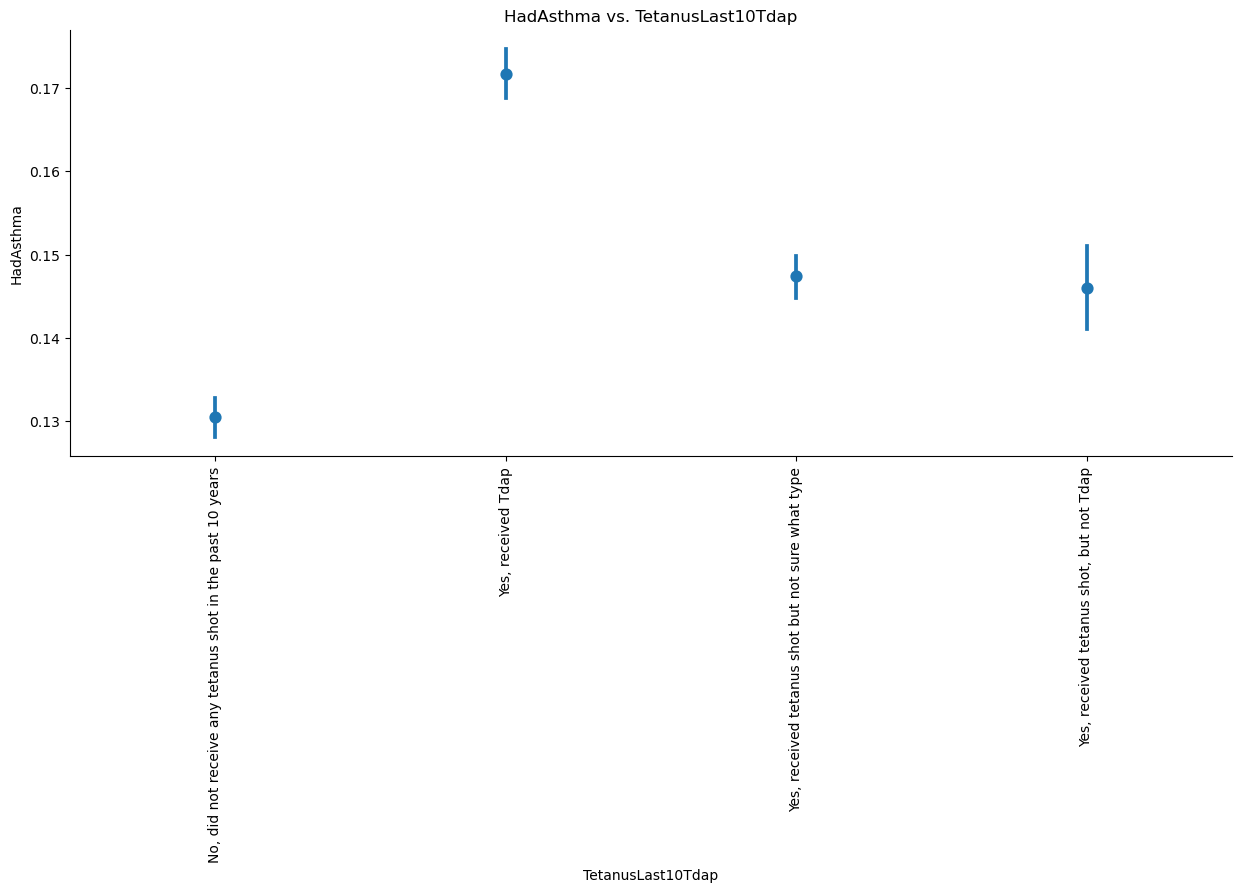 HadAsthma vs. TetanusLast10Tdap
HadAsthma
0.17
0.16
0.15
0.14
0.13
No, did not receive any tetanus shot in the past 10 years
Yes, received Tdap
Yes, received tetanus shot but not sure what type
Yes, received tetanus shot, but not Tdap
TetanusLast10Tdap